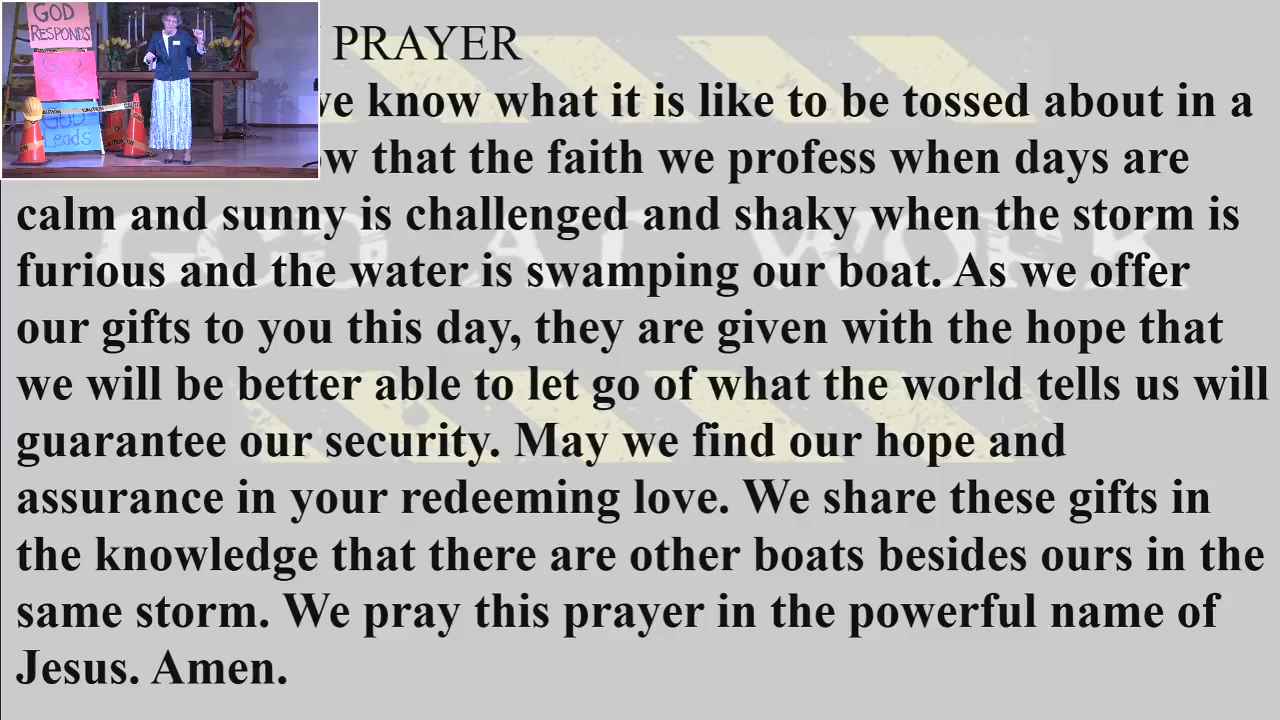 GOD
RESPONDS
GOD
Leads
CAUTION
PRAYER
know what it is like to be tossed about in a
that the faith we profess when days are
calm and sunny is challenged and shaky when the storm is
furious and the water is swamping our boat. As we offer
our gifts to you this day, they are given with the hope that
we will be better able to let go of what the world tells us will
guarantee our security. May we find our hope and
assurance in your redeeming love. We share these gifts in
the knowledge that there are other boats besides ours in the
same storm. We pray this prayer in the powerful name of
Jesus. Amen.
GOD AT WORK